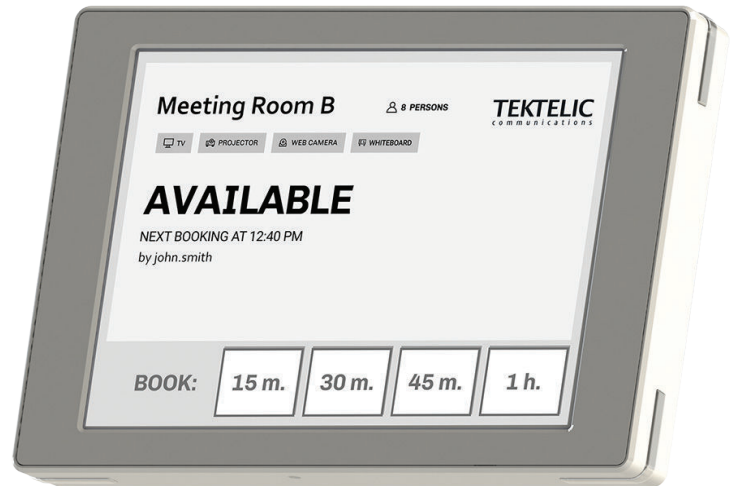 Meeting Room B
8 PERSONS
TEKTELIC
communications
TV
PROJECTOR
WEB CAMERA
WHITEBOARD
AVAILABLE
NEXT BOOKING AT 12:40 PM
by john.smith
BOOK:
15 m.
30 m.
45 m.
1 h.